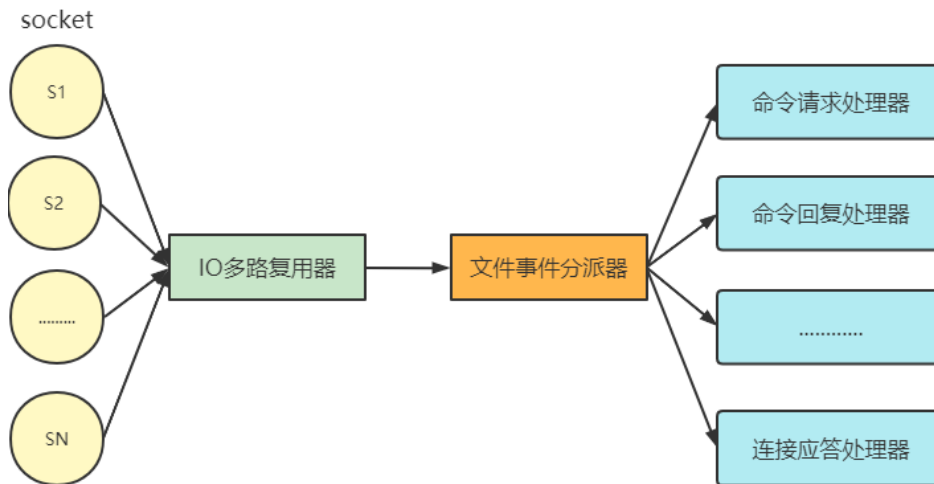 socket
S1
S2
.........
SN
IO多路复用器
文件事件分派器
命令请求处理器
命令回复处理器
............
连接应答处理器